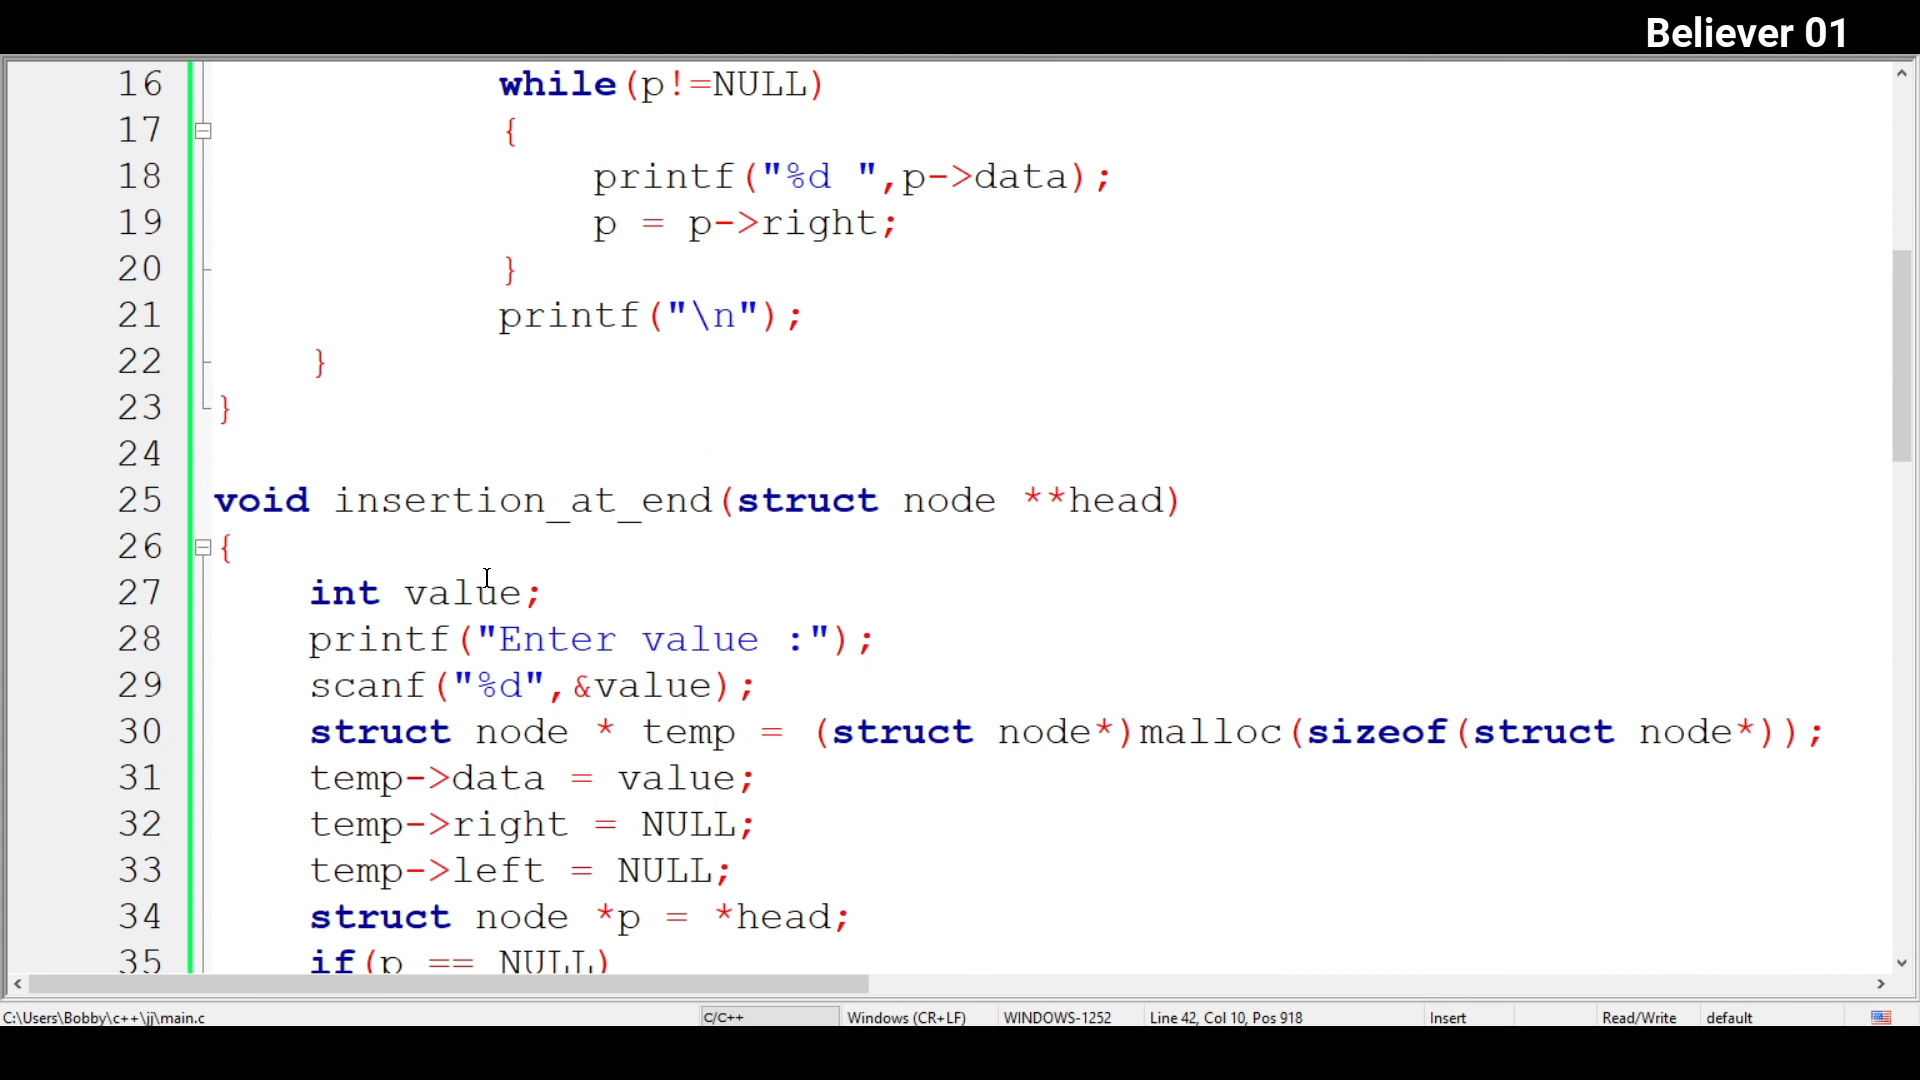 Believer 01
16 while(p!=NULL)
17 {
18 printf("%d ",p->data);
19 p = p->right;
20 }
21 printf("\n");
22 }
23 }
24
25 void insertion_at_end(struct node **head)
26 {
27 int value;
28 printf("Enter value :");
29 scanf("%d",&value);
30 struct node * temp = (struct node*)malloc(sizeof(struct node*));
31 temp->data = value;
32 temp->right = NULL;
33 temp->left = NULL;
34 struct node *p = *head;
35 if(p == NULL)
C:\Users\Bobby\c++\jj\main.c C/C++ Windows (CR+LF) WINDOWS-1252 Line 42, Col 10, Pos 918 Insert Read/Write default